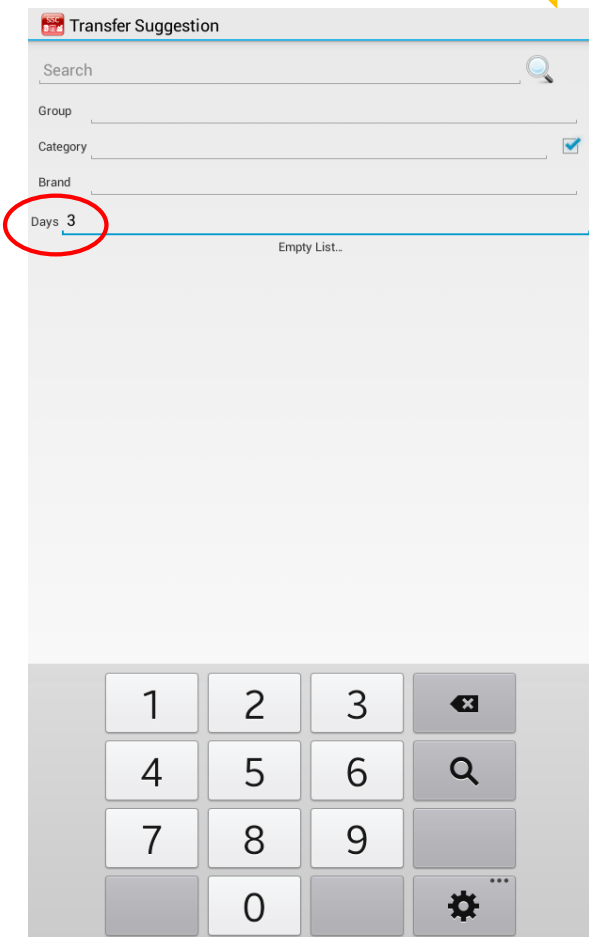 SSC
Transfer Suggestion
Search
Group
Category
Brand
Days 3
Empty List...
1 2 3
4 5 6
7 8 9
0